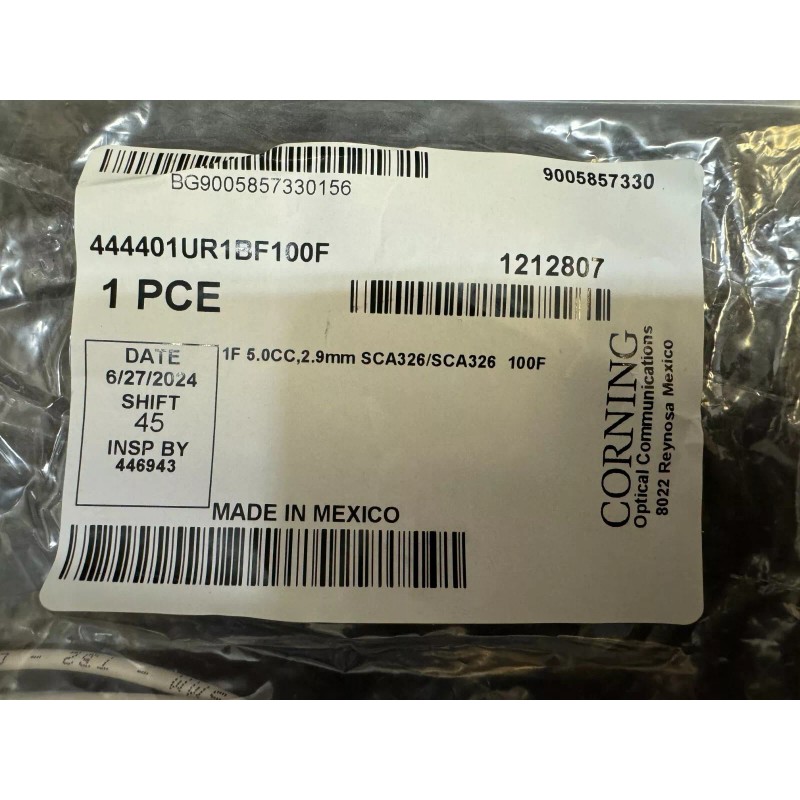 BG9005857330156
9005857330
444401UR1BF100F
1212807
1 PCE
DATE
6/27/2024
SHIFT
45
INSP BY
446943
1F 5.0CC,2.9mm SCA326/SCA326 100F
CORNING
Optical Communications
8022 Reynosa Mexico
MADE IN MEXICO